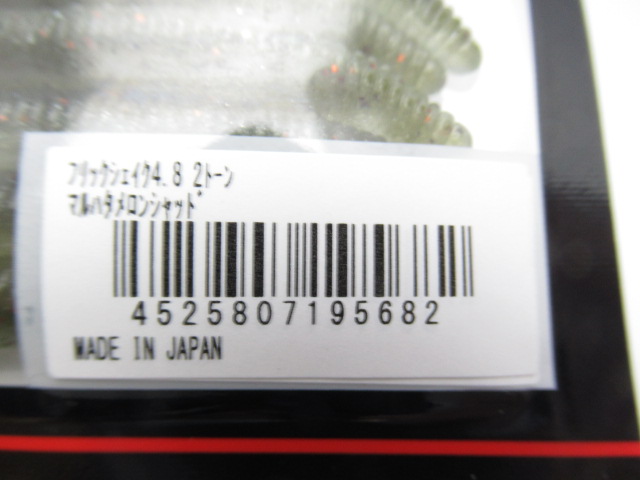 ﾌﾘｯｸｼｪｲｸ4.8 2ﾄｰﾝ
ﾏﾙﾊﾀﾒﾛﾝｼｬｯﾄﾞ
4525807195682
MADE IN JAPAN